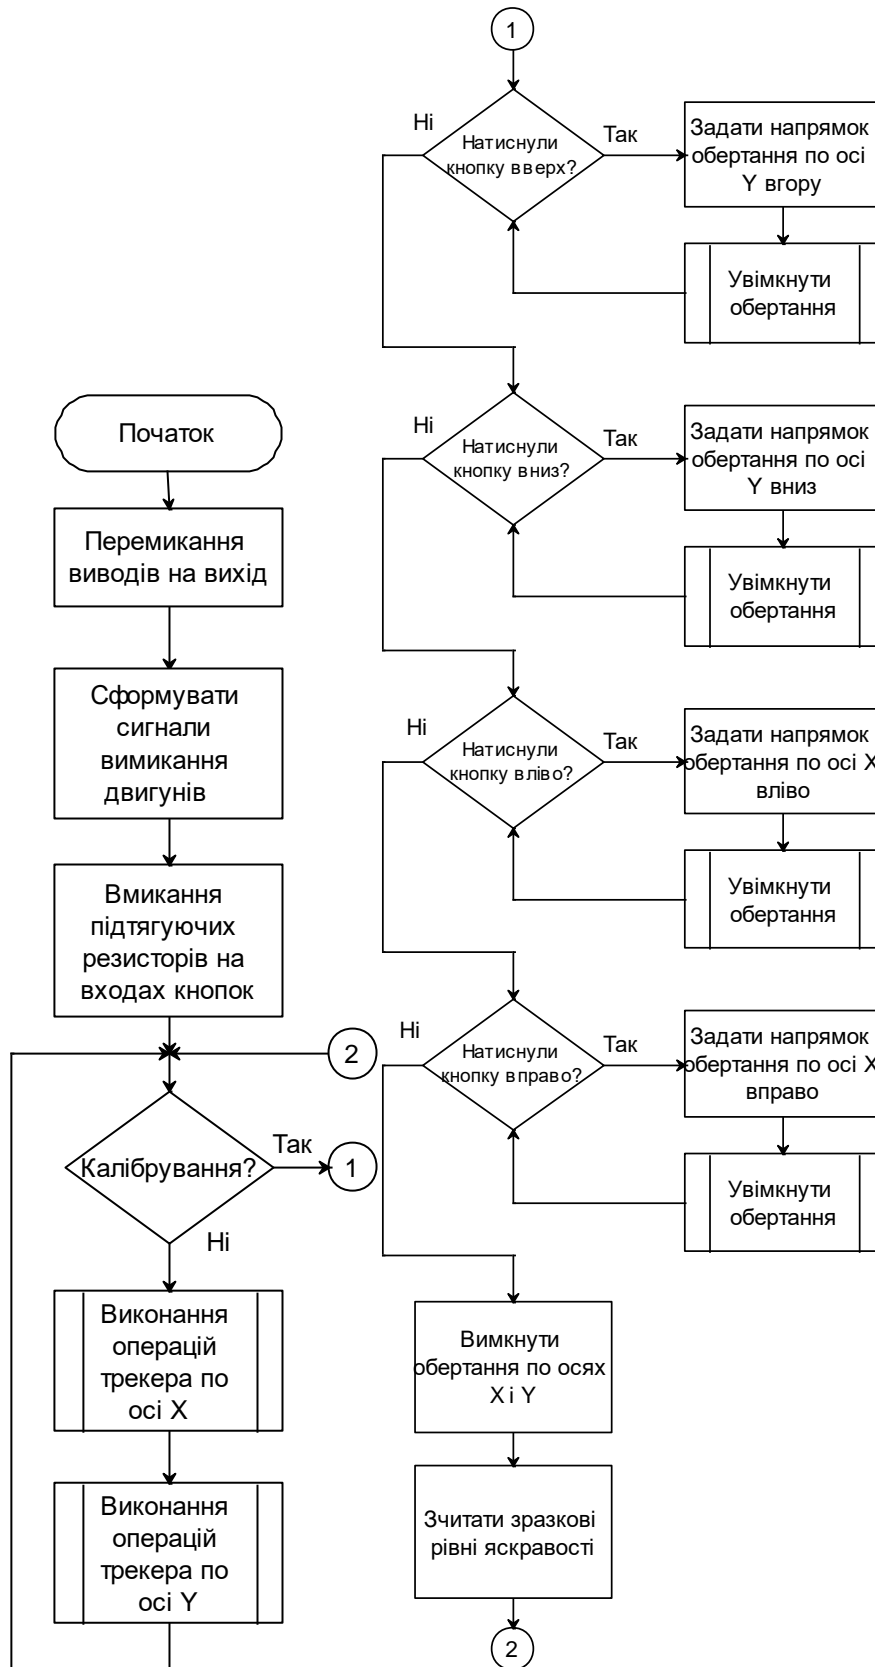 Початок
Перемикання
виводів на вихід
Сформувати
сигнали
вимикання
двигунів
Вмикання
підтягуючих
резисторів на
входах кнопок
2
Калібрування?
Так
1
Ні
Виконання
операцій
трекера по
осі X
Виконання
операцій
трекера по
осі Y
1
Ні
Натиснули
кнопку вверх?
Так
Задати напрямок
обертання по осі
Y вгору
Увімкнути
обертання
Ні
Натиснули
кнопку вниз?
Так
Задати напрямок
обертання по осі
Y вниз
Увімкнути
обертання
Ні
Натиснули
кнопку вліво?
Так
Задати напрямок
обертання по осі X
вліво
Увімкнути
обертання
Ні
Натиснули
кнопку вправо?
Так
Задати напрямок
обертання по осі X
вправо
Увімкнути
обертання
Вимкнути
обертання по осях
X і Y
Зчитати зразкові
рівні яскравості
2